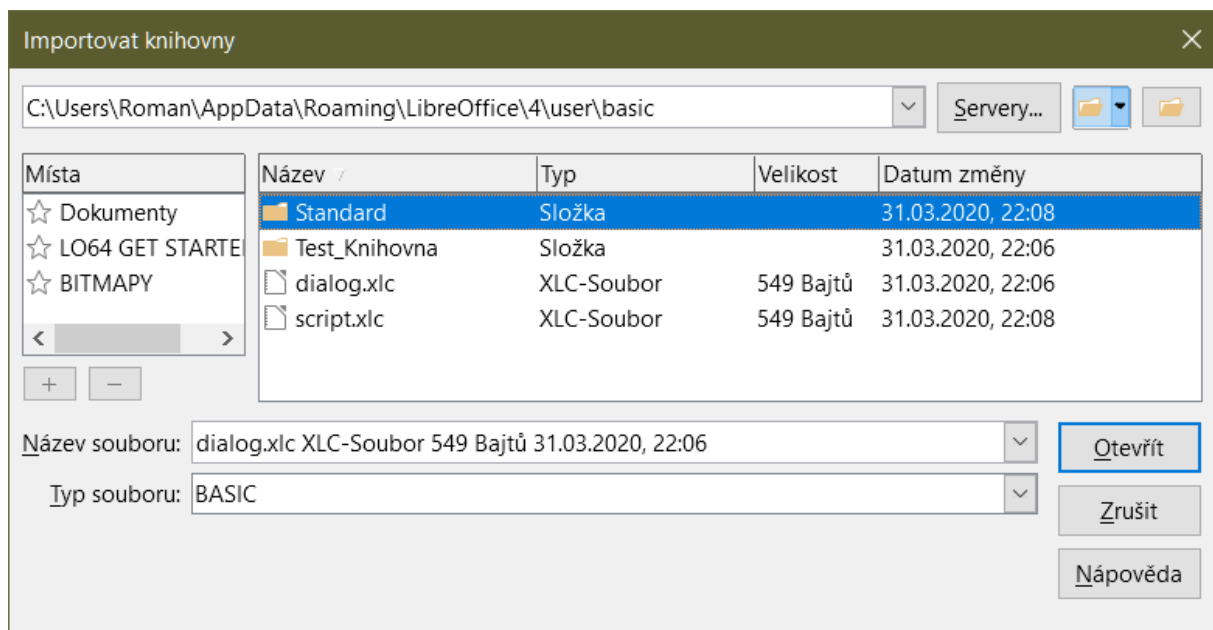 Importovat knihovny
C:\Users\Roman\AppData\Roaming\LibreOffice\4\user\basic
Servery...
Místa
Dokumenty
LO64 GET STARTE
BITMAPY
Název Typ Velikost Datum změny
Standard Složka 31.03.2020, 22:08
Test_Knihovna Složka 31.03.2020, 22:06
dialog.xlc XLC-Soubor 549 Bajtů 31.03.2020, 22:06
script.xlc XLC-Soubor 549 Bajtů 31.03.2020, 22:08
Název souboru: dialog.xlc XLC-Soubor 549 Bajtů 31.03.2020, 22:06
Typ souboru: BASIC
Otevřít
Zrušit
Nápověda